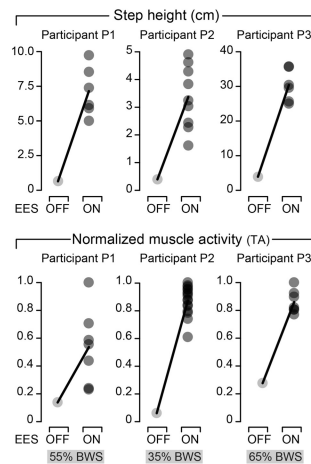 Step height (cm)
Participant P1 Participant P2 Participant P3
10.0 5 40
7.5 4 30
5.0 3 20
2.5 2 10
0 1 0
0
EES OFF ON OFF ON OFF ON
Normalized muscle activity (TA)
Participant P1 Participant P2 Participant P3
1.0 1.0 1.0
0.8 0.8 0.8
0.6 0.6 0.6
0.4 0.4 0.4
0.2 0.2 0.2
0 0 0
EES OFF ON OFF ON OFF ON
55% BWS 35% BWS 65% BWS